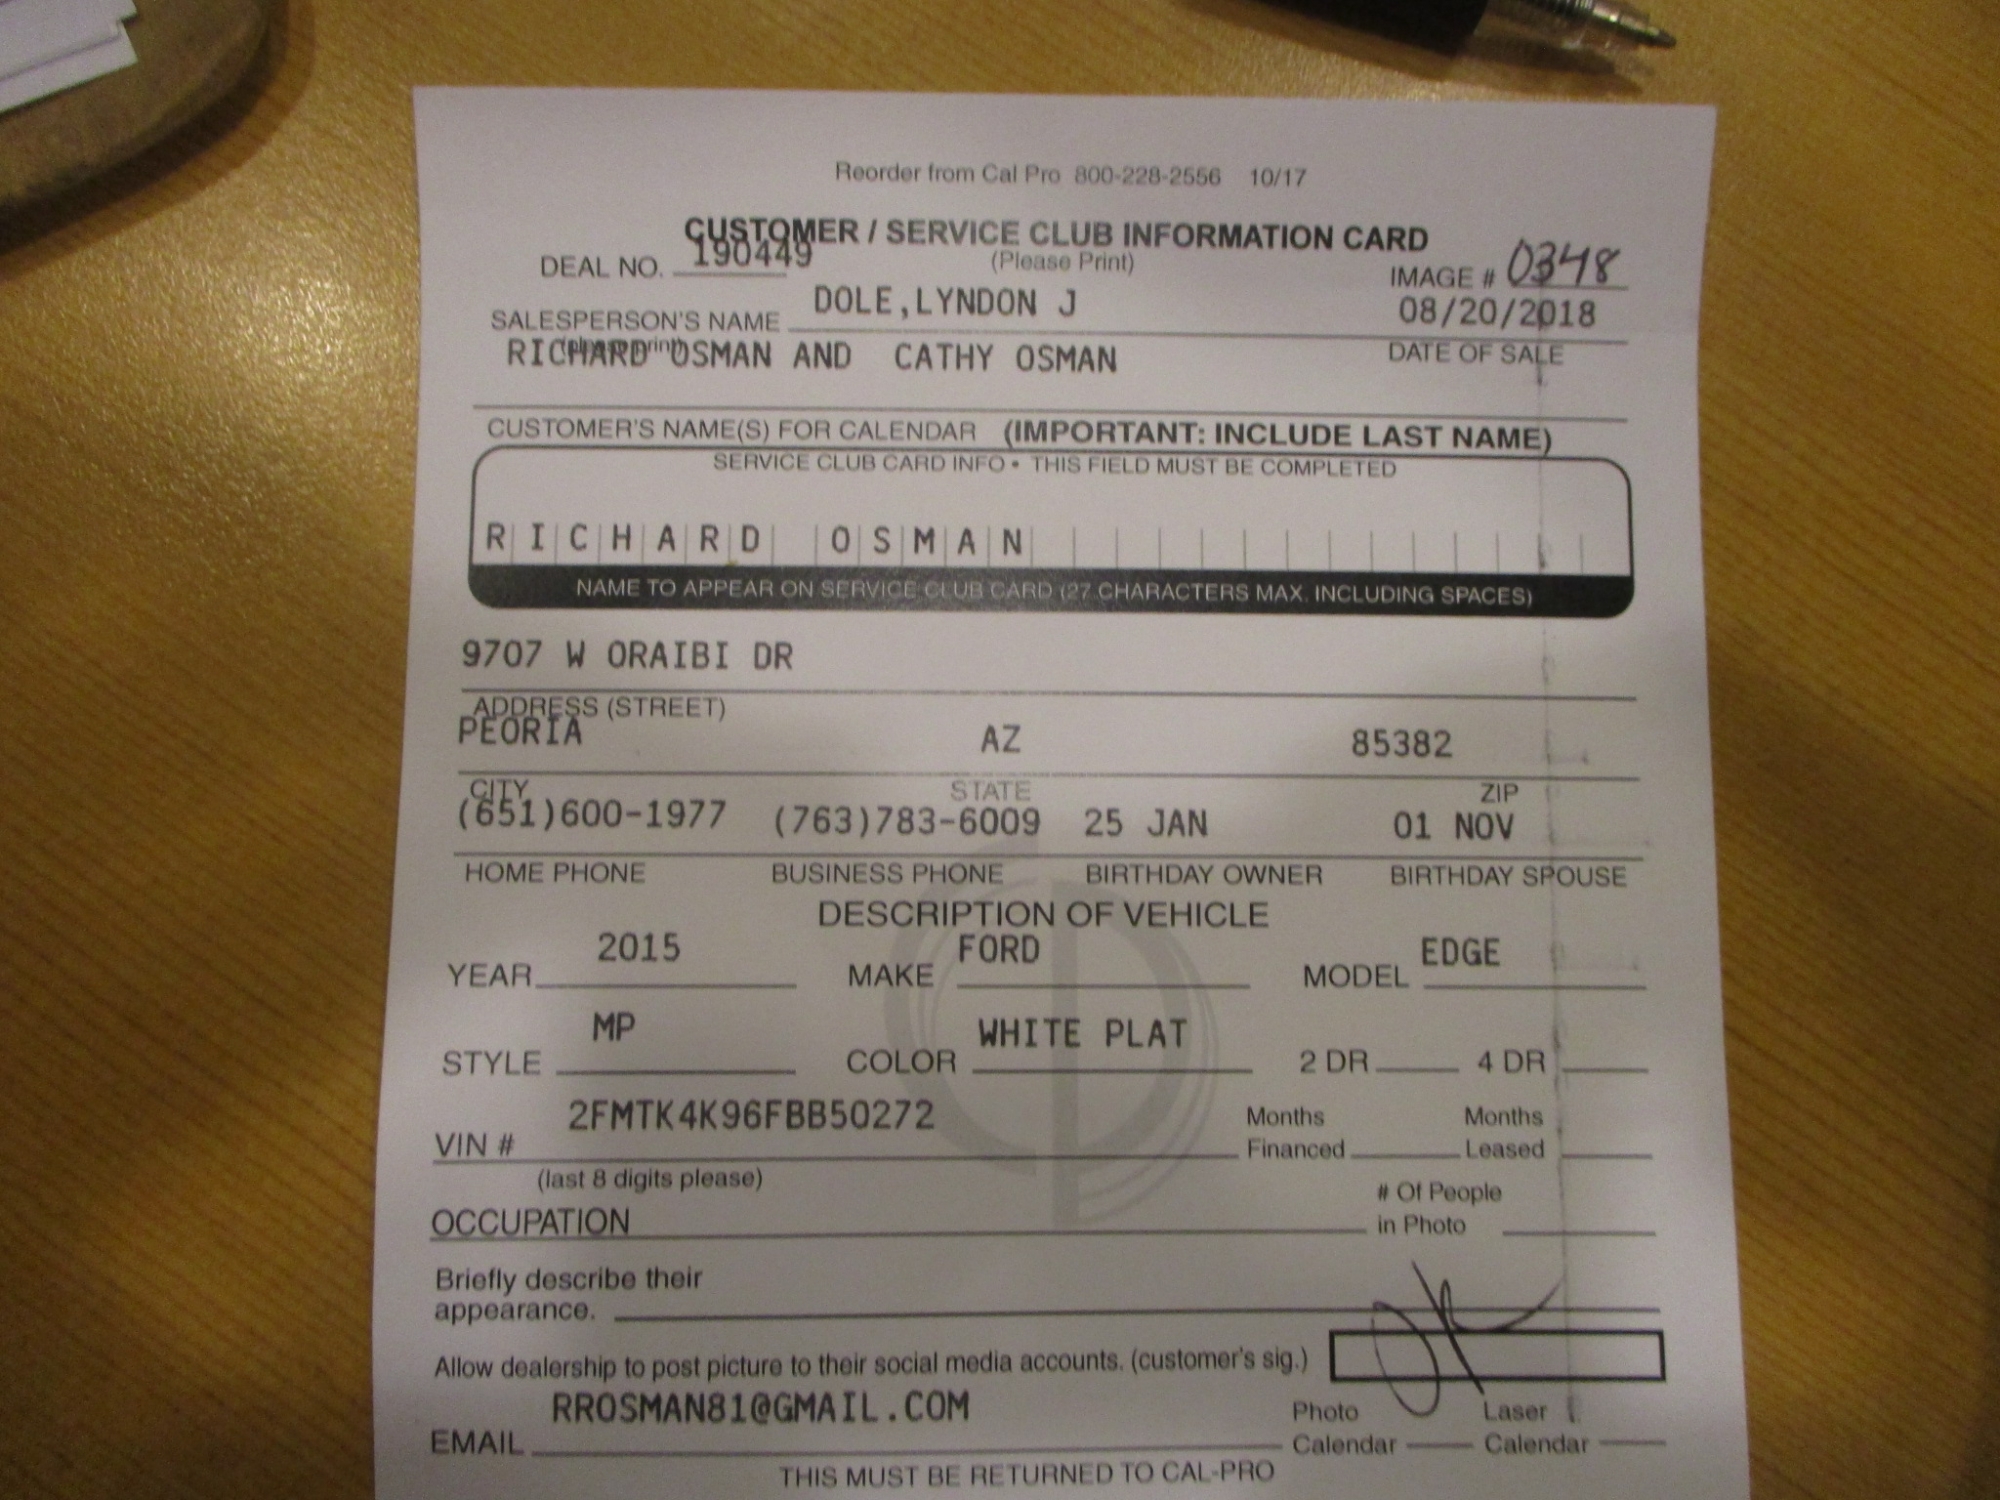 Reorder from Cal Pro 800-228-2556 10/17
CUSTOMER / SERVICE CLUB INFORMATION CARD
DEAL NO. 190449 (Please Print) IMAGE # 0348
SALESPERSON'S NAME DOLE,LYNDON J 08/20/2018
(please print) DATE OF SALE
RICHARD OSMAN AND CATHY OSMAN
CUSTOMER'S NAME(S) FOR CALENDAR (IMPORTANT: INCLUDE LAST NAME)
SERVICE CLUB CARD INFO • THIS FIELD MUST BE COMPLETED
RICHARD OSMAN
NAME TO APPEAR ON SERVICE CLUB CARD (27 CHARACTERS MAX. INCLUDING SPACES)
9707 W ORAIBI DR
ADDRESS (STREET)
PEORIA AZ 85382
CITY STATE ZIP
(651)600-1977 (763)783-6009 25 JAN 01 NOV
HOME PHONE BUSINESS PHONE BIRTHDAY OWNER BIRTHDAY SPOUSE
DESCRIPTION OF VEHICLE
YEAR 2015 MAKE FORD MODEL EDGE
STYLE MP COLOR WHITE PLAT 2 DR 4 DR
VIN # 2FMTK4K96FBB50272 Months Financed Months Leased
(last 8 digits please)
OCCUPATION # Of People in Photo
Briefly describe their
appearance.
Allow dealership to post picture to their social media accounts. (customer's sig.)
EMAIL RROSMAN81@GMAIL.COM Photo Calendar Laser Calendar
THIS MUST BE RETURNED TO CAL-PRO